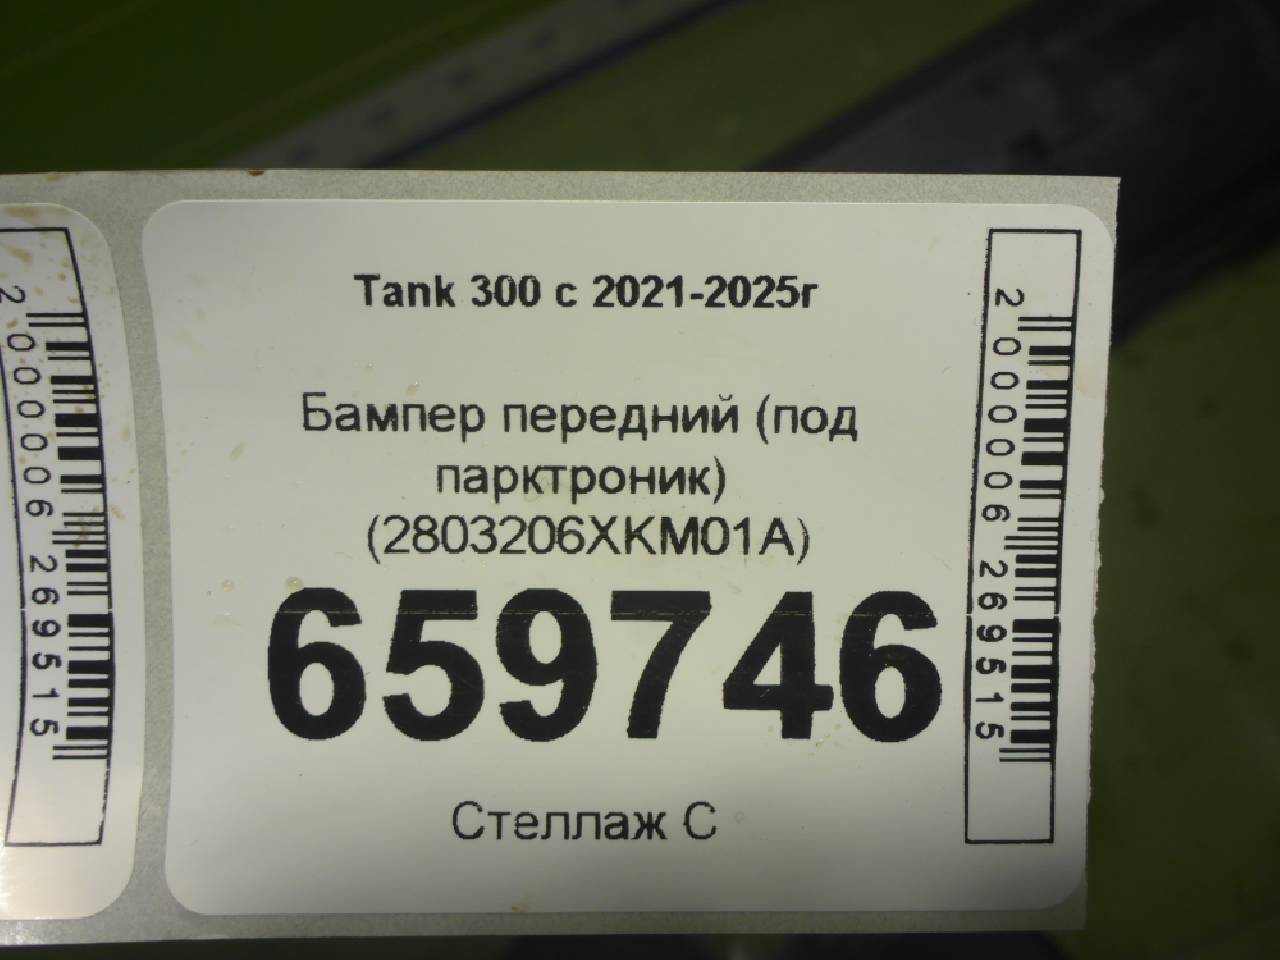 Tank 300 с 2021-2025г
Бампер передний (под
парктроник)
(2803206XKM01A)
659746
Стеллаж С
2000006269515
2000006269515